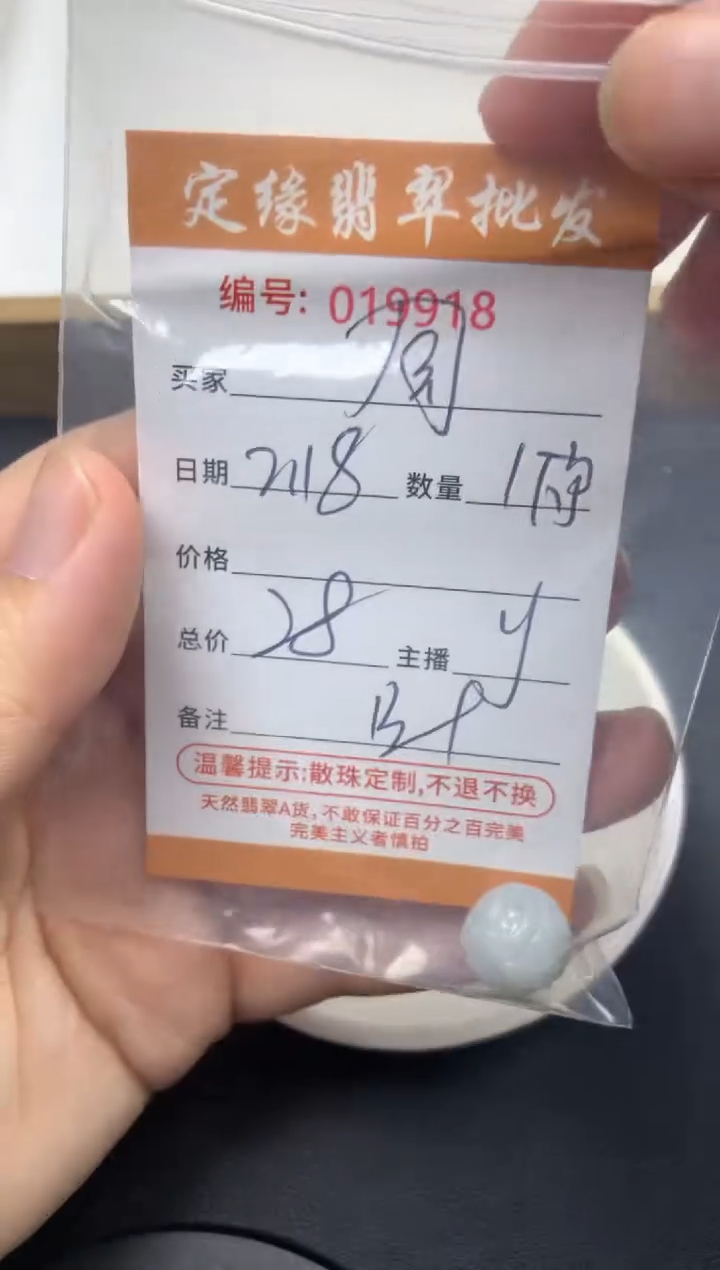 定缘翡翠批发
编号: 019918
买家 周
日期 2118 数量 1
价格
总价 28 主播 y
备注
温馨提示:散珠定制,不退不换
天然翡翠A货,不敢保证百分之百完美
完美主义者慎拍